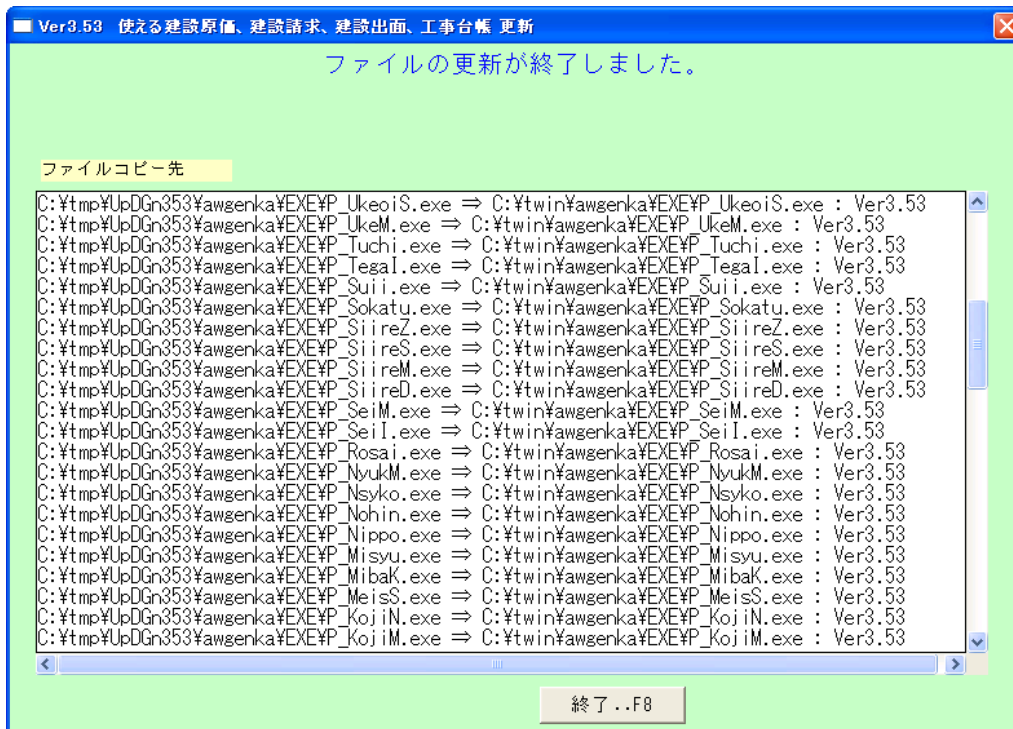 Ver3.53 使える建設原価、建設請求、建設出面、工事台帳 更新
ファイルの更新が終了しました。
ファイルコピー先
C:¥tmp¥UpDGn353¥awgenka¥EXE¥P_UkeoiS.exe ⇒ C:¥twin¥awgenka¥EXE¥P_UkeoiS.exe : Ver3.53
C:¥tmp¥UpDGn353¥awgenka¥EXE¥P_UkeM.exe ⇒ C:¥twin¥awgenka¥EXE¥P_UkeM.exe : Ver3.53
C:¥tmp¥UpDGn353¥awgenka¥EXE¥P_Tuchi.exe ⇒ C:¥twin¥awgenka¥EXE¥P_Tuchi.exe : Ver3.53
C:¥tmp¥UpDGn353¥awgenka¥EXE¥P_TegaI.exe ⇒ C:¥twin¥awgenka¥EXE¥P_TegaI.exe : Ver3.53
C:¥tmp¥UpDGn353¥awgenka¥EXE¥P_Suii.exe ⇒ C:¥twin¥awgenka¥EXE¥P_Suii.exe : Ver3.53
C:¥tmp¥UpDGn353¥awgenka¥EXE¥P_Sokatu.exe ⇒ C:¥twin¥awgenka¥EXE¥P_Sokatu.exe : Ver3.53
C:¥tmp¥UpDGn353¥awgenka¥EXE¥P_SiireZ.exe ⇒ C:¥twin¥awgenka¥EXE¥P_SiireZ.exe : Ver3.53
C:¥tmp¥UpDGn353¥awgenka¥EXE¥P_SiireS.exe ⇒ C:¥twin¥awgenka¥EXE¥P_SiireS.exe : Ver3.53
C:¥tmp¥UpDGn353¥awgenka¥EXE¥P_SiireM.exe ⇒ C:¥twin¥awgenka¥EXE¥P_SiireM.exe : Ver3.53
C:¥tmp¥UpDGn353¥awgenka¥EXE¥P_SiireD.exe ⇒ C:¥twin¥awgenka¥EXE¥P_SiireD.exe : Ver3.53
C:¥tmp¥UpDGn353¥awgenka¥EXE¥P_SeiM.exe ⇒ C:¥twin¥awgenka¥EXE¥P_SeiM.exe : Ver3.53
C:¥tmp¥UpDGn353¥awgenka¥EXE¥P_SeiI.exe ⇒ C:¥twin¥awgenka¥EXE¥P_SeiI.exe : Ver3.53
C:¥tmp¥UpDGn353¥awgenka¥EXE¥P_Rosai.exe ⇒ C:¥twin¥awgenka¥EXE¥P_Rosai.exe : Ver3.53
C:¥tmp¥UpDGn353¥awgenka¥EXE¥P_NyukM.exe ⇒ C:¥twin¥awgenka¥EXE¥P_NyukM.exe : Ver3.53
C:¥tmp¥UpDGn353¥awgenka¥EXE¥P_Nsyko.exe ⇒ C:¥twin¥awgenka¥EXE¥P_Nsyko.exe : Ver3.53
C:¥tmp¥UpDGn353¥awgenka¥EXE¥P_Nohin.exe ⇒ C:¥twin¥awgenka¥EXE¥P_Nohin.exe : Ver3.53
C:¥tmp¥UpDGn353¥awgenka¥EXE¥P_Nippo.exe ⇒ C:¥twin¥awgenka¥EXE¥P_Nippo.exe : Ver3.53
C:¥tmp¥UpDGn353¥awgenka¥EXE¥P_Misyu.exe ⇒ C:¥twin¥awgenka¥EXE¥P_Misyu.exe : Ver3.53
C:¥tmp¥UpDGn353¥awgenka¥EXE¥P_MibaK.exe ⇒ C:¥twin¥awgenka¥EXE¥P_MibaK.exe : Ver3.53
C:¥tmp¥UpDGn353¥awgenka¥EXE¥P_MeisS.exe ⇒ C:¥twin¥awgenka¥EXE¥P_MeisS.exe : Ver3.53
C:¥tmp¥UpDGn353¥awgenka¥EXE¥P_KojiN.exe ⇒ C:¥twin¥awgenka¥EXE¥P_KojiN.exe : Ver3.53
C:¥tmp¥UpDGn353¥awgenka¥EXE¥P_KojiM.exe ⇒ C:¥twin¥awgenka¥EXE¥P_KojiM.exe : Ver3.53
終了..F8